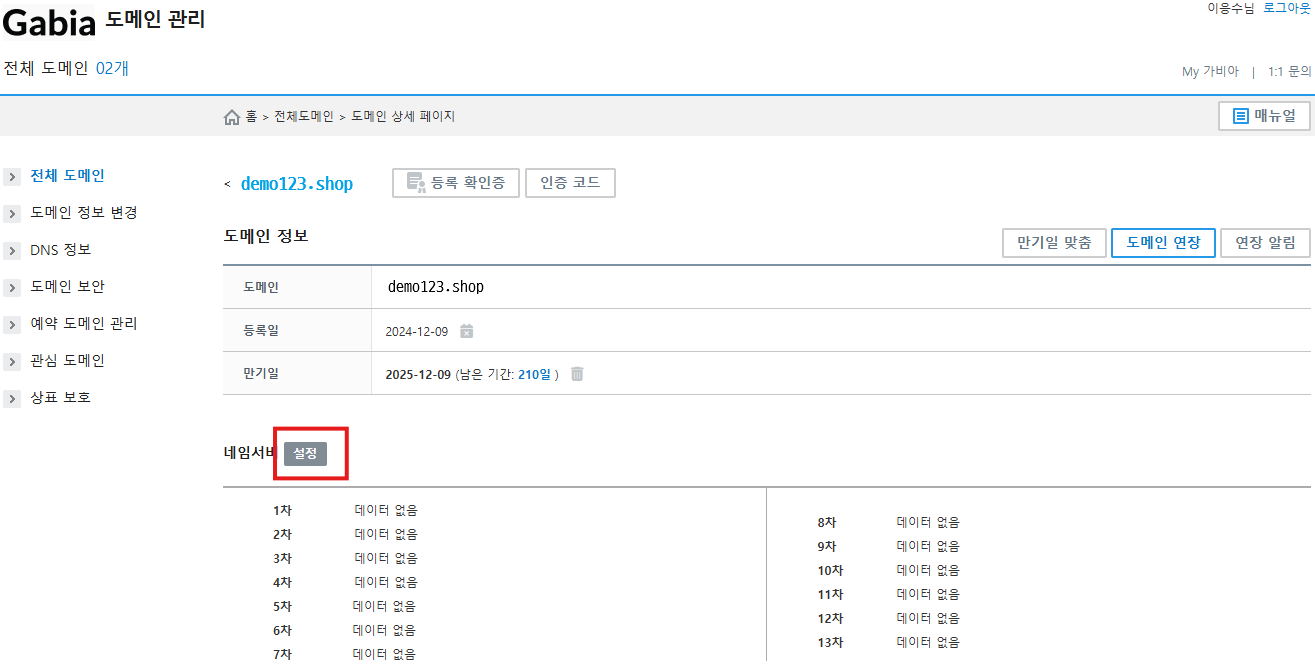 Gabia 도메인 관리
이용수님 로그아웃
전체 도메인 02개
My 가비아 | 1:1 문의
홈 > 전체도메인 > 도메인 상세 페이지
매뉴얼
전체 도메인
도메인 정보 변경
DNS 정보
도메인 보안
예약 도메인 관리
관심 도메인
상표 보호
< demo123.shop 등록 확인증 인증 코드
도메인 정보
만기일 맞춤 도메인 연장 연장 알림
도메인 demo123.shop
등록일 2024-12-09
만기일 2025-12-09 (남은 기간: 210일 )
네임서버 설정
1차 데이터 없음
2차 데이터 없음
3차 데이터 없음
4차 데이터 없음
5차 데이터 없음
6차 데이터 없음
7차 데이터 없음
8차 데이터 없음
9차 데이터 없음
10차 데이터 없음
11차 데이터 없음
12차 데이터 없음
13차 데이터 없음